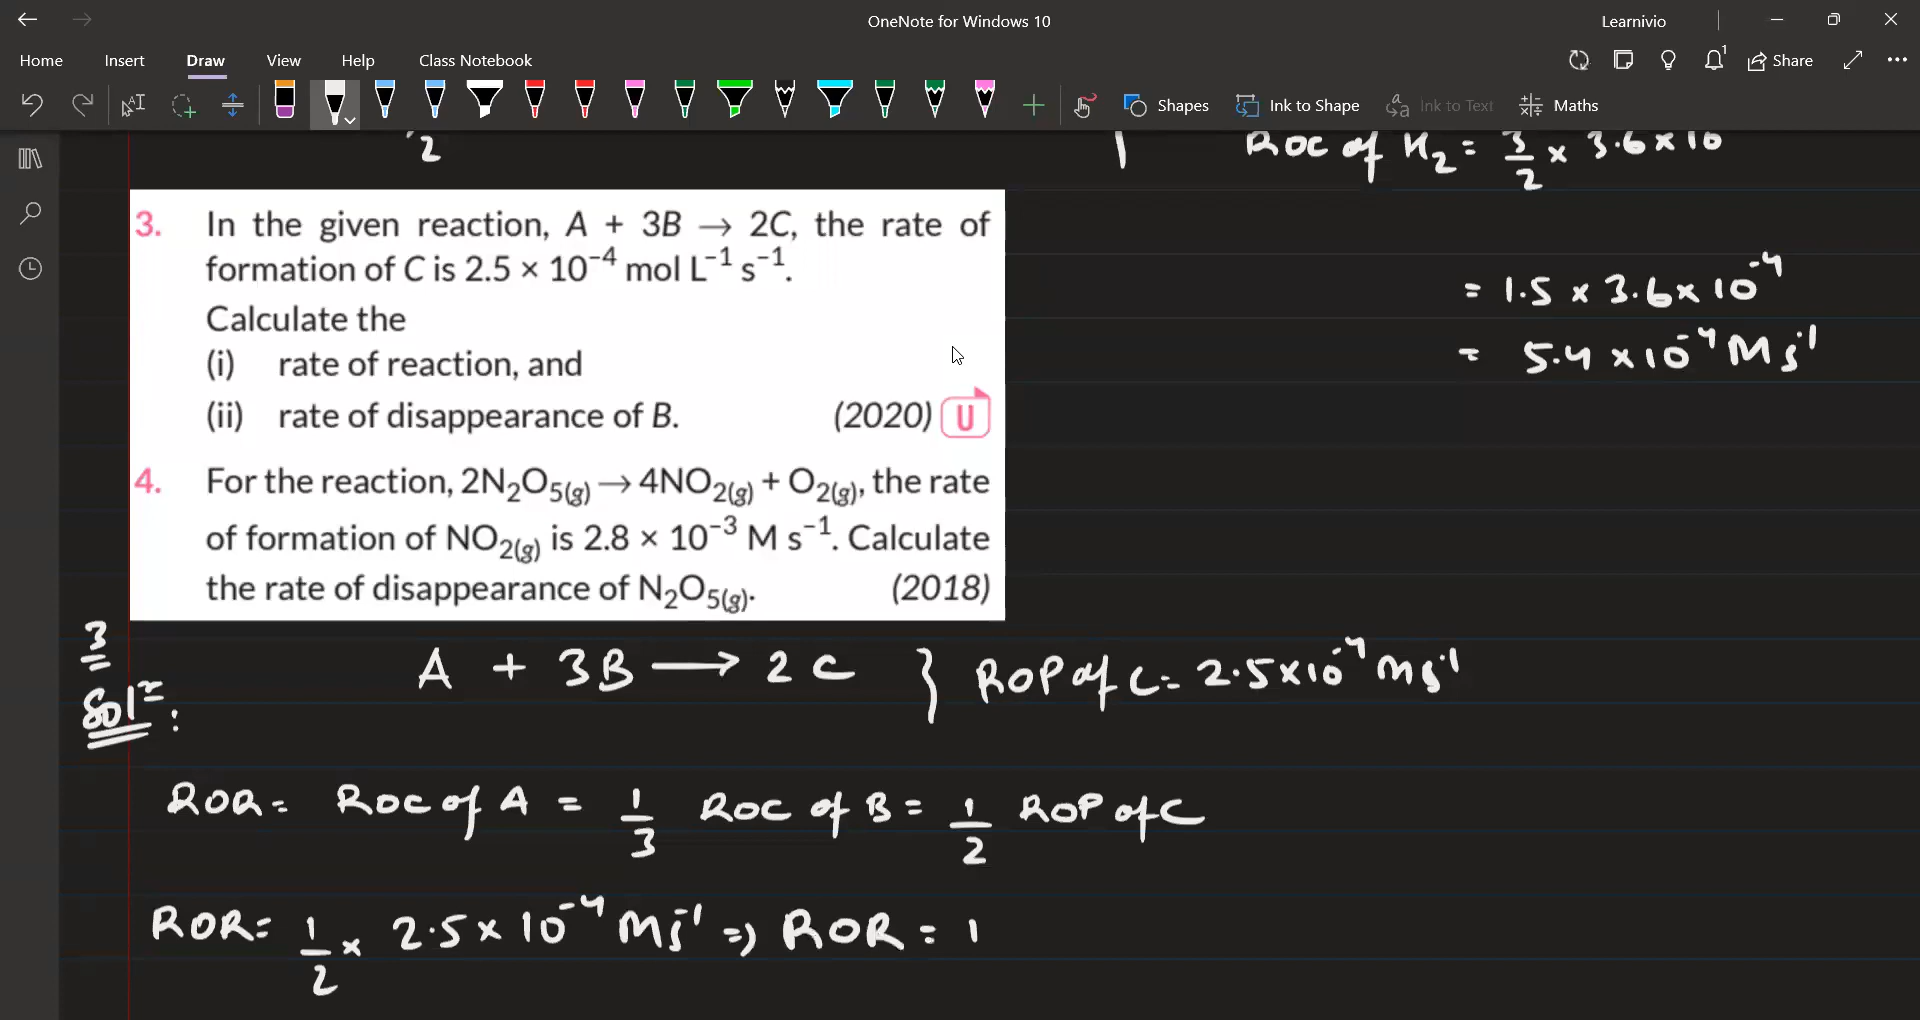 OneNote for Windows 10
Learnivio
Home Insert Draw View Help Class Notebook
1 Share
Shapes Ink to Shape Ink to Text Maths
2
ROC of H₂ = 3/2 × 3.6×10
= 1.5 × 3.6 × 10⁻⁴
= 5.4 × 10⁻⁴ M s⁻¹
3. In the given reaction, A + 3B → 2C, the rate of
formation of C is 2.5 × 10⁻⁴ mol L⁻¹ s⁻¹.
Calculate the
(i) rate of reaction, and
(ii) rate of disappearance of B. (2020) U
4. For the reaction, 2N₂O₅(g) → 4NO₂(g) + O₂(g), the rate
of formation of NO₂(g) is 2.8 × 10⁻³ M s⁻¹. Calculate
the rate of disappearance of N₂O₅(g). (2018)
3
Solⁿ:
A + 3B ⟶ 2C } ROP of C = 2.5×10⁻⁴ M s⁻¹
ROR = ROC of A = 1/3 ROC of B = 1/2 ROP of C
ROR = 1/2 × 2.5 × 10⁻⁴ M s⁻¹ ⇒ ROR = 1